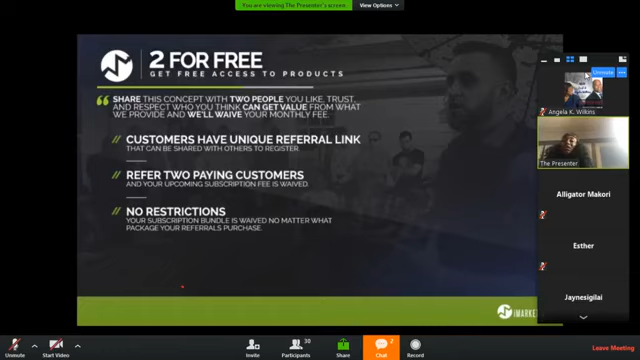 You are viewing The Presenter's screen
View Options
2 FOR FREE
GET FREE ACCESS TO PRODUCTS
SHARE THIS CONCEPT WITH TWO PEOPLE YOU LIKE, TRUST,
AND RESPECT WHO YOU THINK CAN GET VALUE FROM WHAT
WE PROVIDE AND WE'LL WAIVE YOUR MONTHLY FEE.
// CUSTOMERS HAVE UNIQUE REFERRAL LINK
THAT CAN BE SHARED WITH OTHERS TO REGISTER.
// REFER TWO PAYING CUSTOMERS
AND YOUR UPCOMING SUBSCRIPTION FEE IS WAIVED.
// NO RESTRICTIONS
YOUR SUBSCRIPTION BUNDLE IS WAIVED NO MATTER WHAT
PACKAGE YOUR REFERRALS PURCHASE.
IMARKE
Unmute
Angela K. Wilkins
The Presenter
Alligator Makori
Esther
Jaynesigilai
Unmute
Start Video
Invite
Participants
30
Share
Chat
2
Record
Leave Meeting